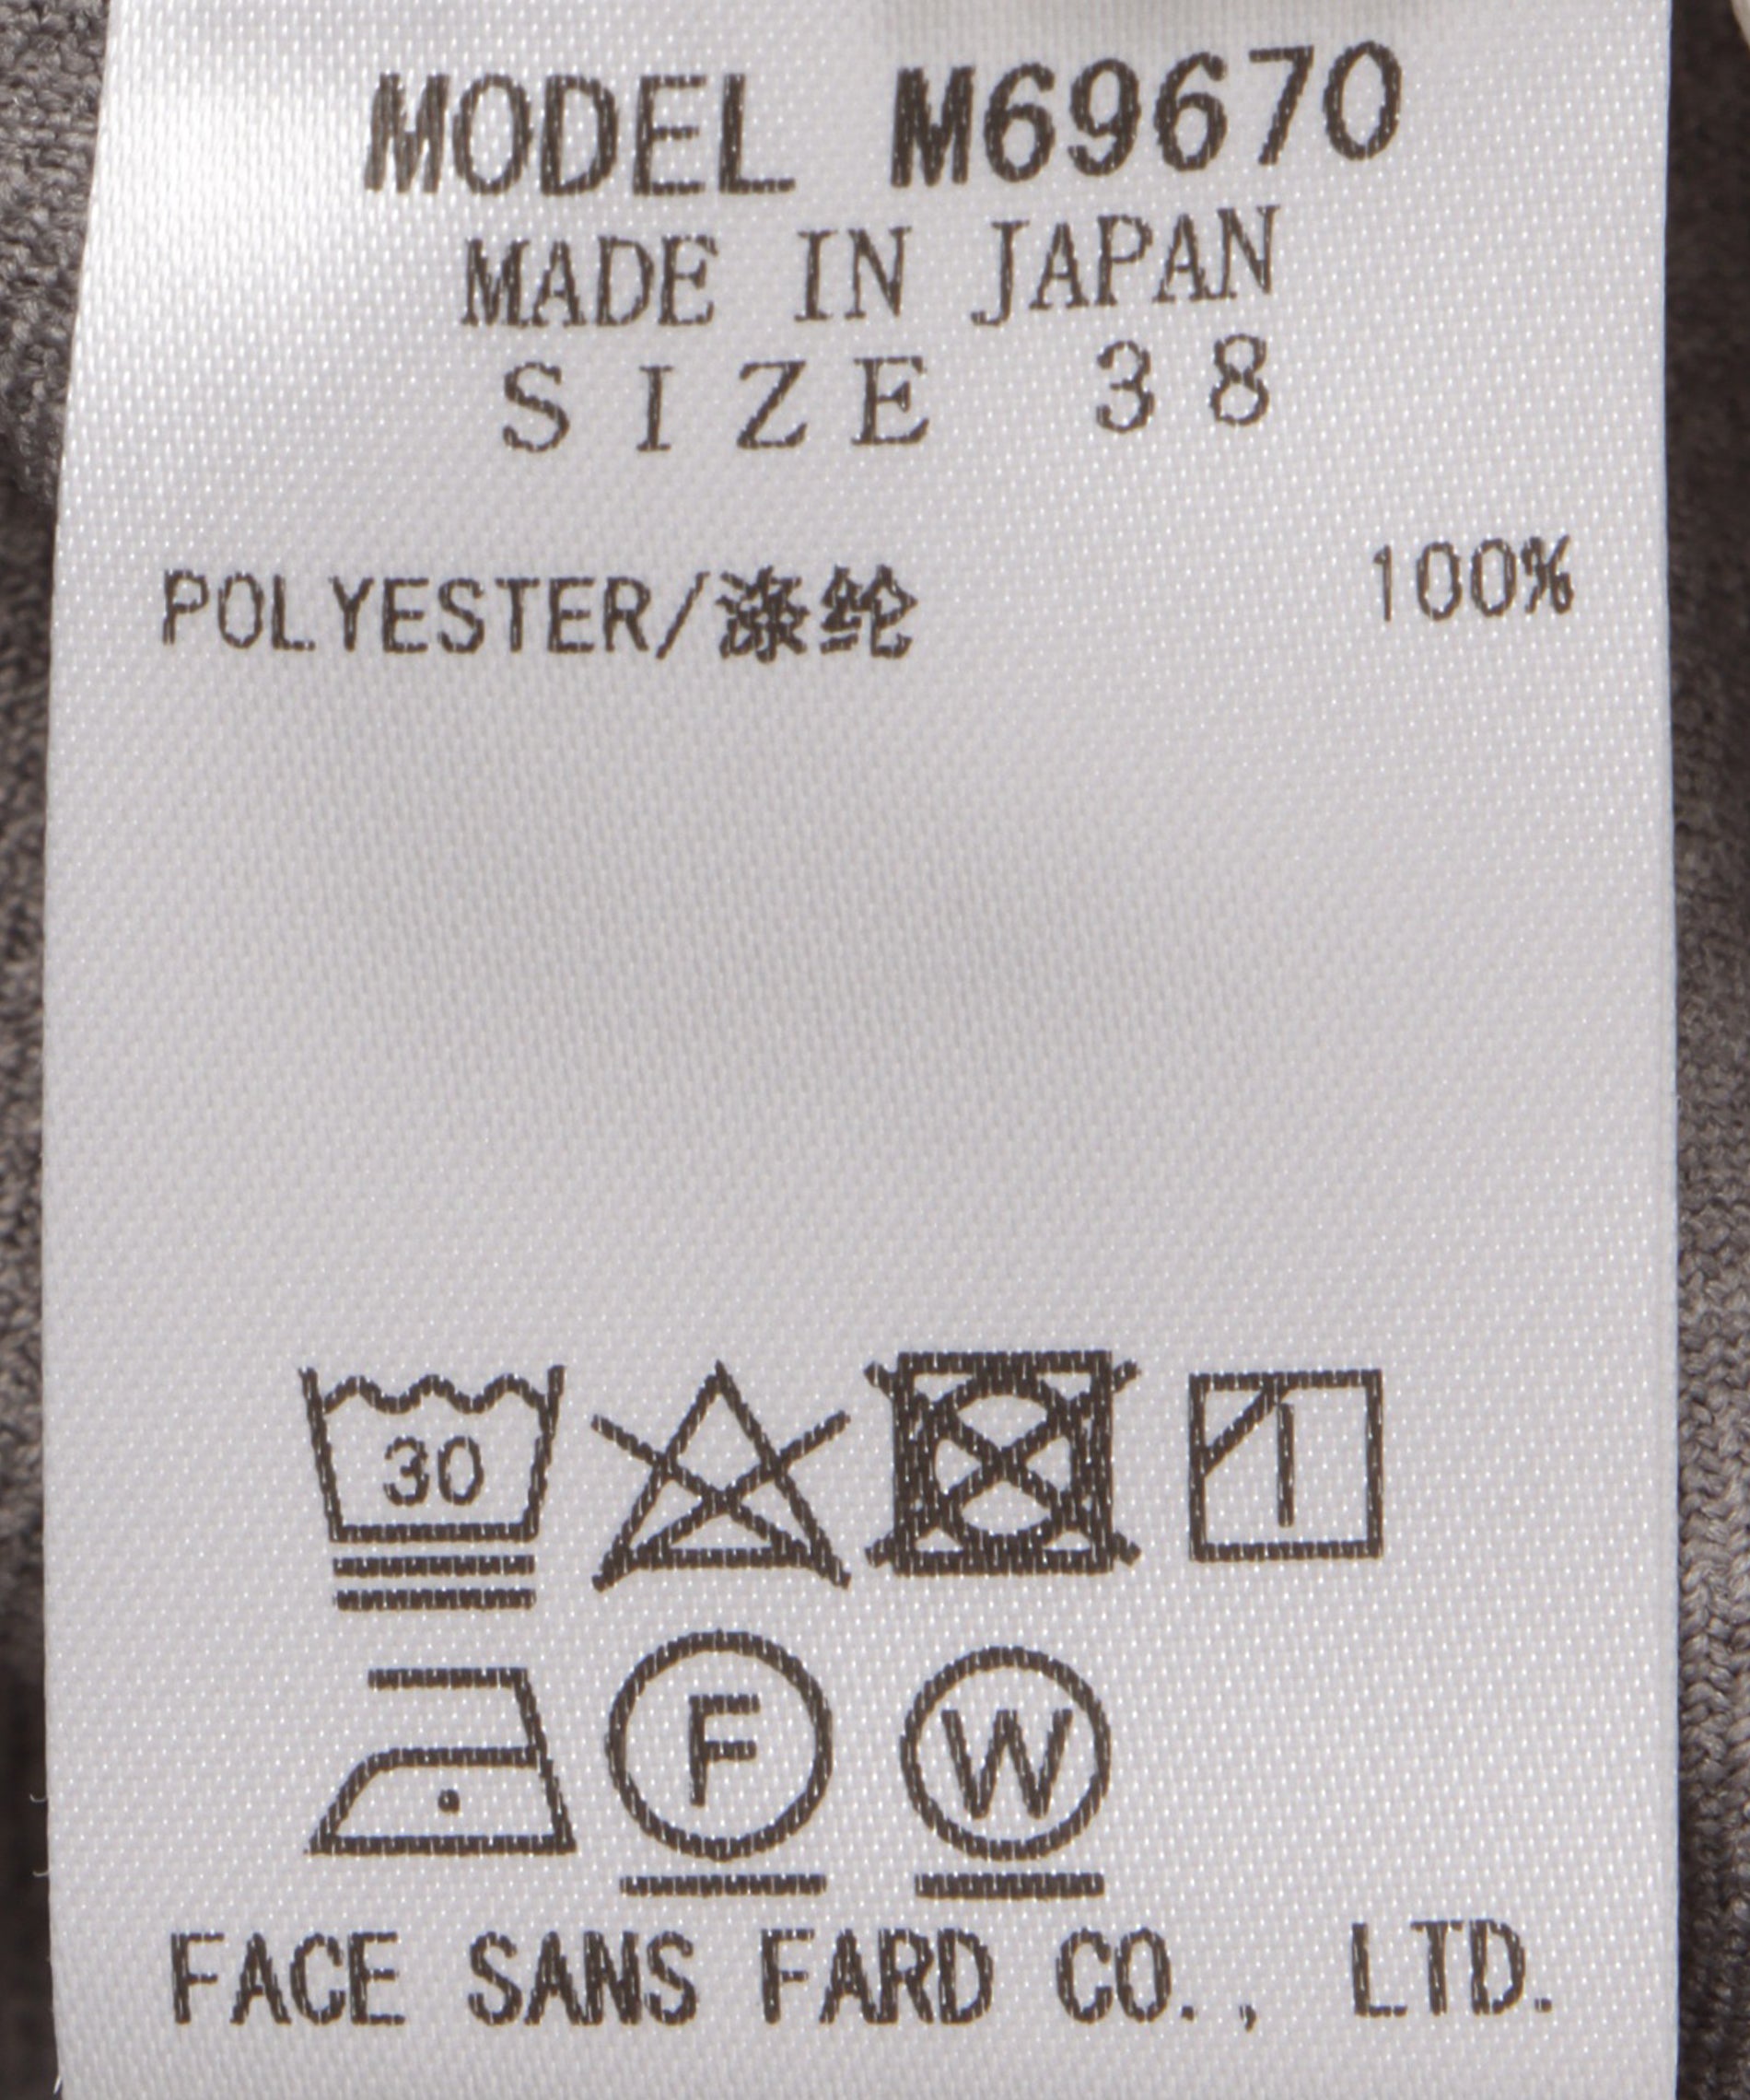 MODEL M69670
MADE IN JAPAN
SIZE 38
POLYESTER/涤纶 100%
30
F W
FACE SANS FARD CO., LTD.